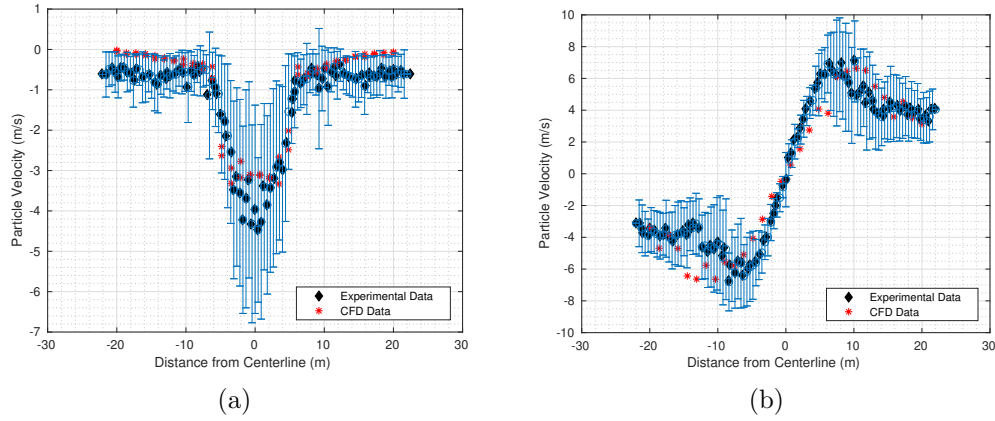 1
0
-1
-2
-3
-4
-5
-6
-7
Particle Velocity (m/s)
-30 -20 -10 0 10 20 30
Distance from Centerline (m)
Experimental Data
CFD Data
(a)
10
8
6
4
2
0
-2
-4
-6
-8
-10
Particle Velocity (m/s)
-30 -20 -10 0 10 20 30
Distance from Centerline (m)
Experimental Data
CFD Data
(b)